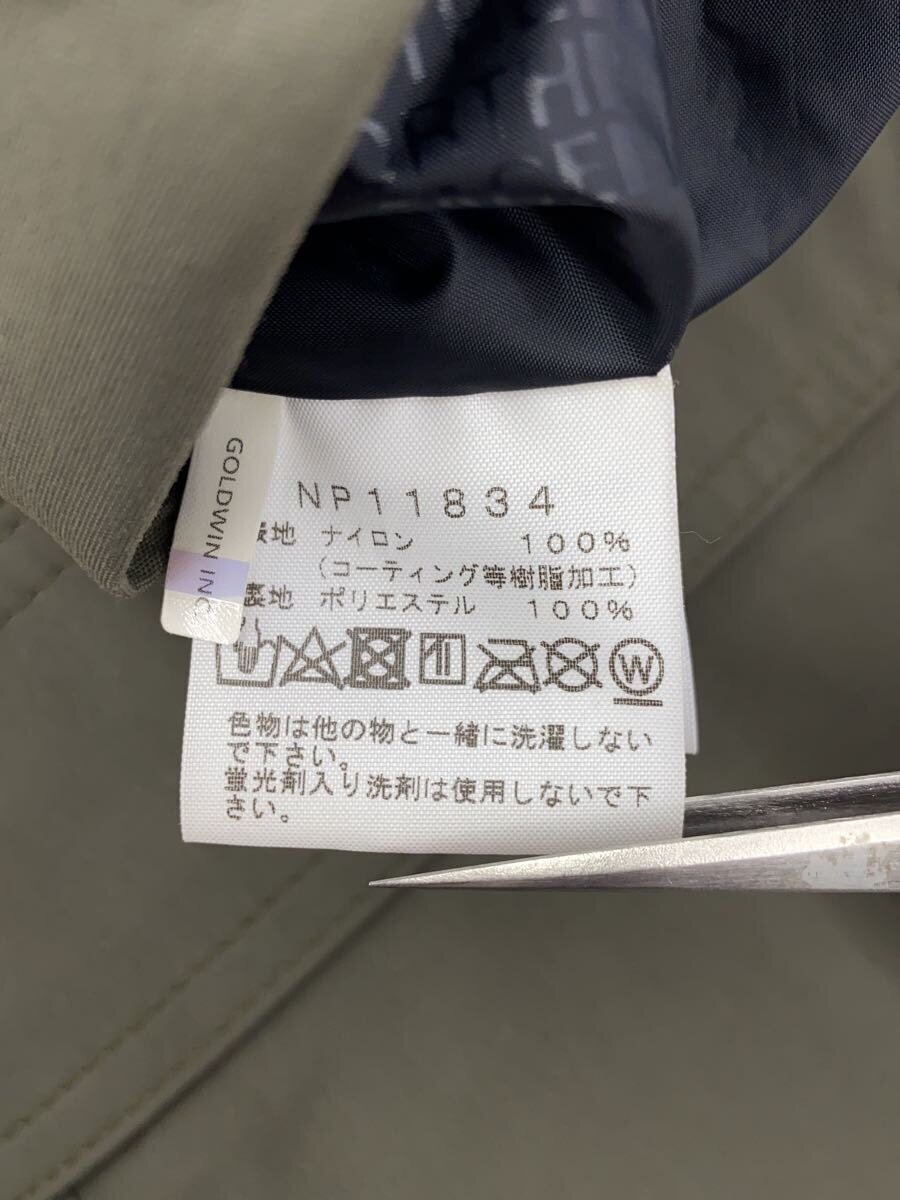 GOLDWIN INC
NP11834
表地 ナイロン 100%
(コーティング等樹脂加工)
裏地 ポリエステル 100%
W
色物は他の物と一緒に洗濯しない
で下さい。
蛍光剤入り洗剤は使用しないで下
さい。